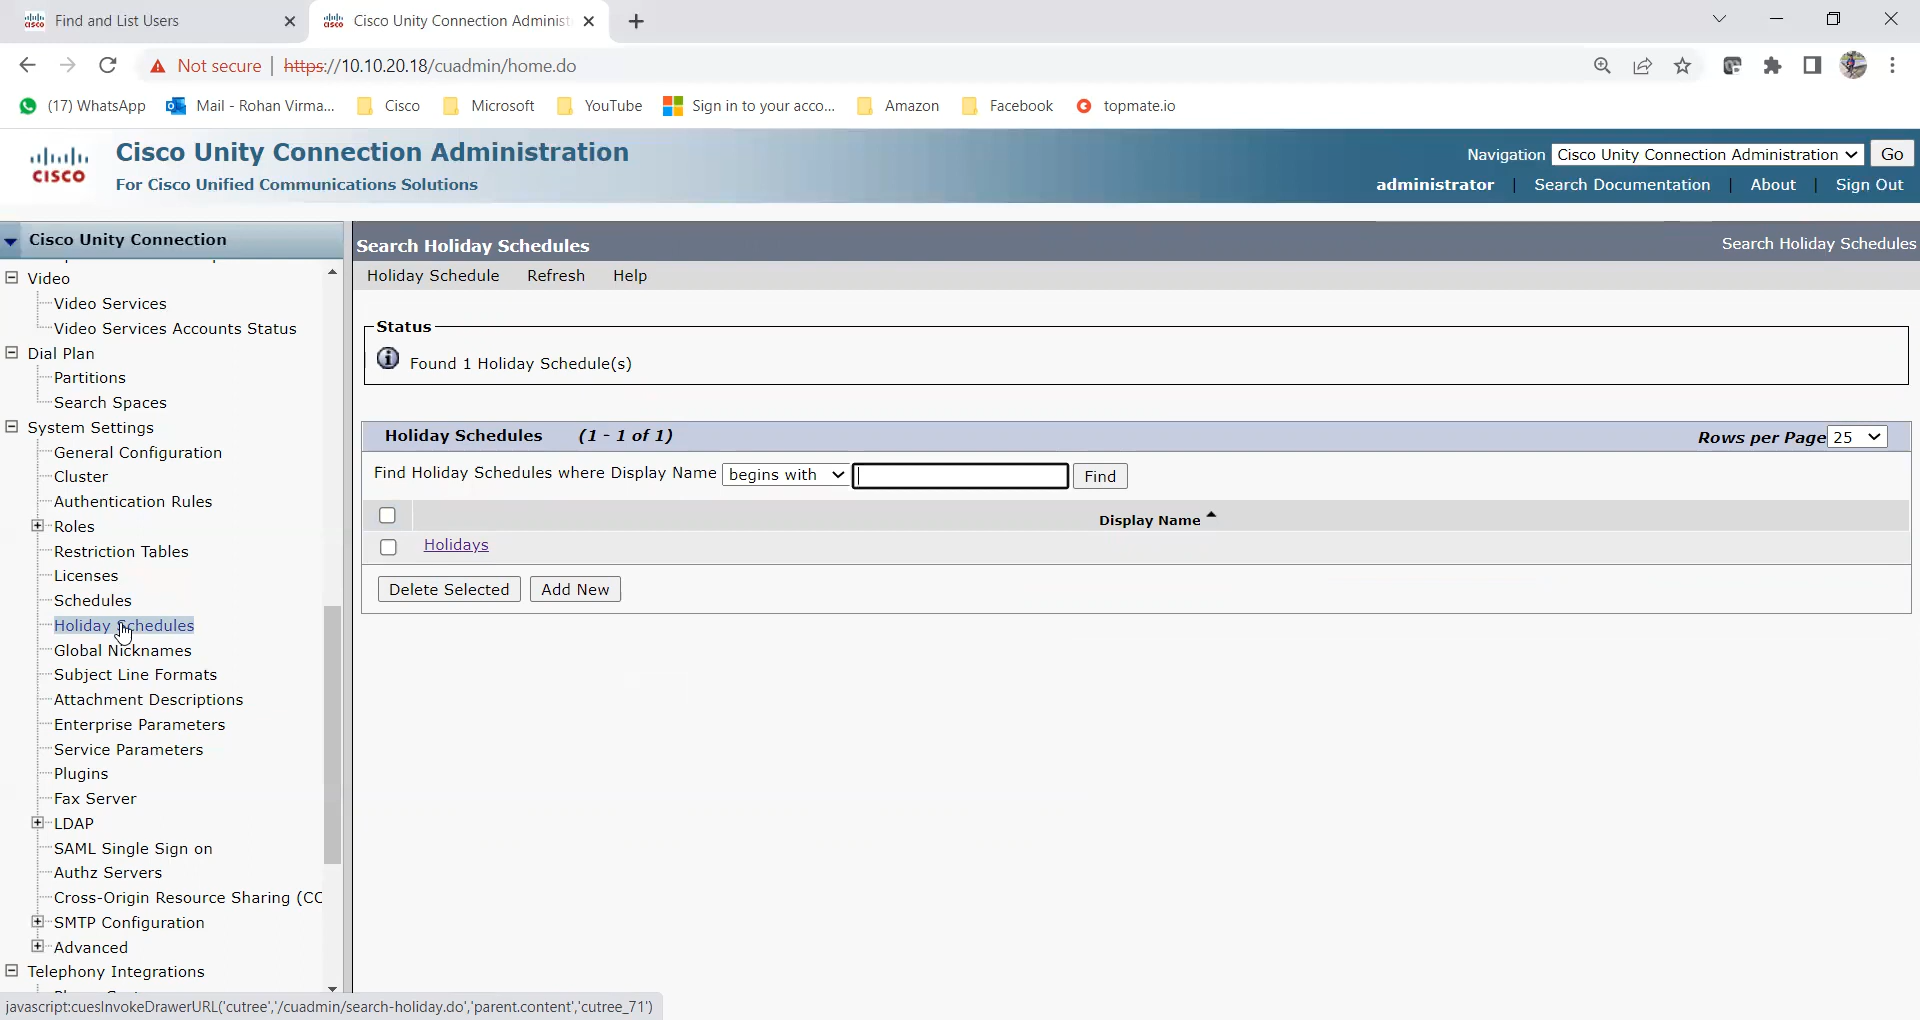 Find and List Users
Cisco Unity Connection Administ
Not secure | https://10.10.20.18/cuadmin/home.do
(17) WhatsApp Mail - Rohan Virma... Cisco Microsoft YouTube Sign in to your acco... Amazon Facebook topmate.io
CISCO
Cisco Unity Connection Administration
For Cisco Unified Communications Solutions
Navigation Cisco Unity Connection Administration Go
administrator | Search Documentation | About | Sign Out
Cisco Unity Connection
Video
Video Services
Video Services Accounts Status
Dial Plan
Partitions
Search Spaces
System Settings
General Configuration
Cluster
Authentication Rules
Roles
Restriction Tables
Licenses
Schedules
Holiday Schedules
Global Nicknames
Subject Line Formats
Attachment Descriptions
Enterprise Parameters
Service Parameters
Plugins
Fax Server
LDAP
SAML Single Sign on
Authz Servers
Cross-Origin Resource Sharing (CC
SMTP Configuration
Advanced
Telephony Integrations
Search Holiday Schedules
Search Holiday Schedules
Holiday Schedule Refresh Help
Status
Found 1 Holiday Schedule(s)
Holiday Schedules (1 - 1 of 1)
Rows per Page 25
Find Holiday Schedules where Display Name begins with Find
Display Name
Holidays
Delete Selected Add New
javascript:cuesInvokeDrawerURL('cutree','/cuadmin/search-holiday.do','parent.content','cutree_71')